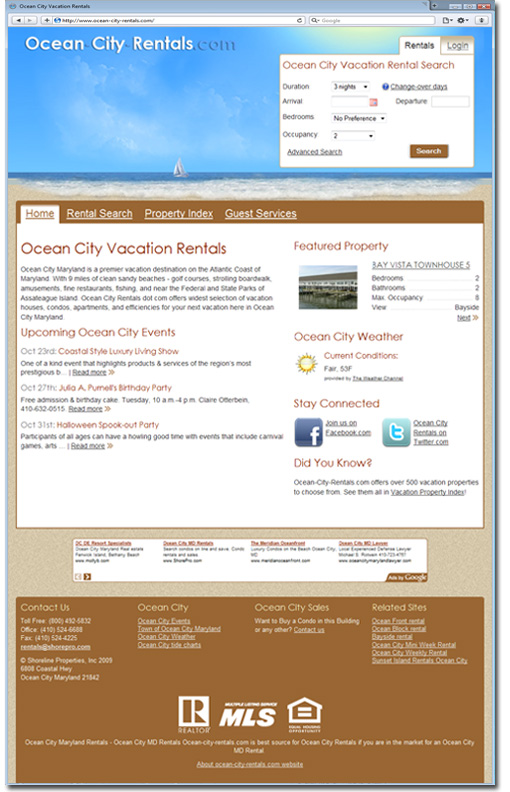 Ocean City Vacation Rentals
http://www.ocean-city-rentals.com/
Google
Ocean-City-Rentals.com
Rentals
Login
Ocean City Vacation Rental Search
Duration
3 nights
Change-over days
Arrival
Departure
Bedrooms
No Preference
Occupancy
2
Advanced Search
Search
Home
Rental Search
Property Index
Guest Services
Ocean City Vacation Rentals
Ocean City Maryland is a premier vacation destination on the Atlantic Coast of
Maryland. With 9 miles of clean sandy beaches - golf courses, strolling boardwalk,
amusements, fine restaurants, fishing, and near the Federal and State Parks of
Assateague Island. Ocean City Rentals dot com offers widest selection of vacation
houses, condos, apartments, and efficiencies for your next vacation here in Ocean
City Maryland.
Upcoming Ocean City Events
Oct 23rd: Coastal Style Luxury Living Show
One of a kind event that highlights products & services of the region's most
prestigious b... | Read more »
Oct 27th: Julia A. Purnell's Birthday Party
Free admission & birthday cake. Tuesday, 10 a.m.-4 p.m. Claire Otterbein,
410-632-0515. Read more »
Oct 31st: Halloween Spook-out Party
Participants of all ages can have a howling good time with events that include carnival
games, arts ... | Read more »
Featured Property
BAY VISTA TOWNHOUSE 5
Bedrooms 2
Bathrooms 2
Max. Occupancy 8
View Bayside
Next »
Ocean City Weather
Current Conditions:
Fair, 53F
provided by The Weather Channel
Stay Connected
Join us on
Facebook.com
Ocean City
Rentals on
Twitter.com
Did You Know?
Ocean-City-Rentals.com offers over 500 vacation properties
to choose from. See them all in Vacation Property Index!
OC DE Resort Specialists
Ocean City Maryland Real estate
Fenwick Island, Bethany Beach
www.mollyb.com
Ocean City MD Rentals
Search condos on line and save. Condo
rentals and sales.
www.ShorePro.com
The Meridian Oceanfront
Luxury Condos on the Beach Ocean City,
MD.
www.meridianoceanfront.com
Ocean City MD Lawyer
Local Experienced Defense Lawyer
www.oceancitymarylandlawyer.com
Ads by Google
Contact Us
Toll Free: (800) 492-5832
Office: (410) 524-6688
Fax: (410) 524-4225
rentals@shorepro.com
© Shoreline Properties, Inc 2009
6808 Coastal Hwy
Ocean City Maryland 21842
Ocean City
Ocean City Events
Town of Ocean City Maryland
Ocean City Weather
Ocean City tide charts
Ocean City Sales
Want to Buy a Condo in this Building
or any other? Contact us
Related Sites
Ocean Front rental
Ocean Block rental
Bayside rental
Ocean City Mini Week Rental
Ocean City Weekly Rental
Sunset Island Rentals Ocean City
REALTOR
MULTIPLE LISTING SERVICE
MLS
EQUAL HOUSING
OPPORTUNITY
Ocean City Maryland Rentals - Ocean City MD Rentals Ocean-city-rentals.com is best source for Ocean City Rentals if you are in the market for an Ocean City
MD Rental
About ocean-city-rentals.com website